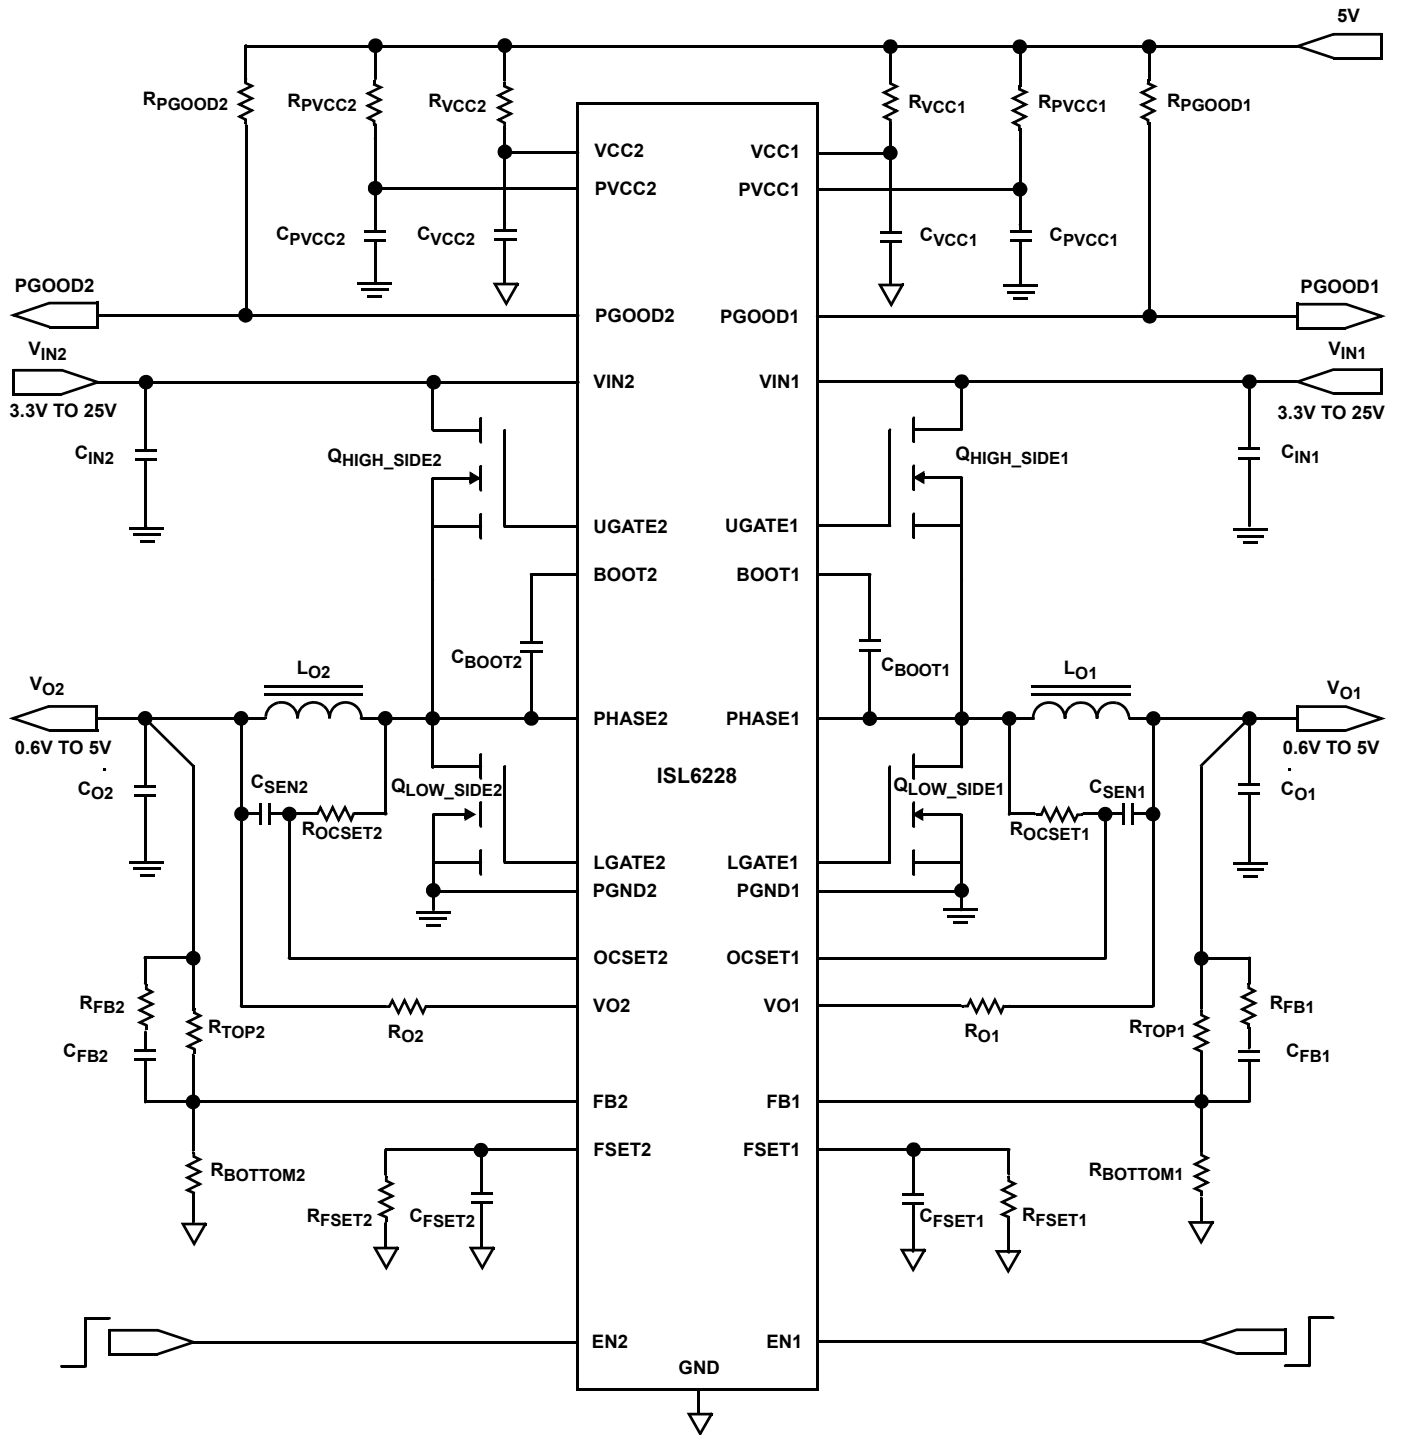 5V
RPGOOD2
RPVCC2
RVCC2
RVCC1
RPVCC1
RPGOOD1
VCC2
VCC1
PVCC2
PVCC1
CPVCC2
CVCC2
CVCC1
CPVCC1
PGOOD2
PGOOD1
PGOOD2
PGOOD1
VIN2
VIN1
VIN2
VIN1
3.3V TO 25V
3.3V TO 25V
CIN2
QHIGH_SIDE2
QHIGH_SIDE1
CIN1
UGATE2
UGATE1
BOOT2
BOOT1
CBOOT2
CBOOT1
VO2
LO2
LO1
VO1
PHASE2
PHASE1
0.6V TO 5V
0.6V TO 5V
ISL6228
CO2
CSEN2
QLOW_SIDE2
QLOW_SIDE1
CSEN1
CO1
ROCSET2
ROCSET1
LGATE2
LGATE1
PGND2
PGND1
OCSET2
OCSET1
RFB2
VO2
VO1
RFB1
RTOP2
RO2
RO1
RTOP1
CFB2
CFB1
FB2
FB1
FSET2
FSET1
RBOTTOM2
RBOTTOM1
RFSET2
CFSET2
CFSET1
RFSET1
EN2
EN1
GND